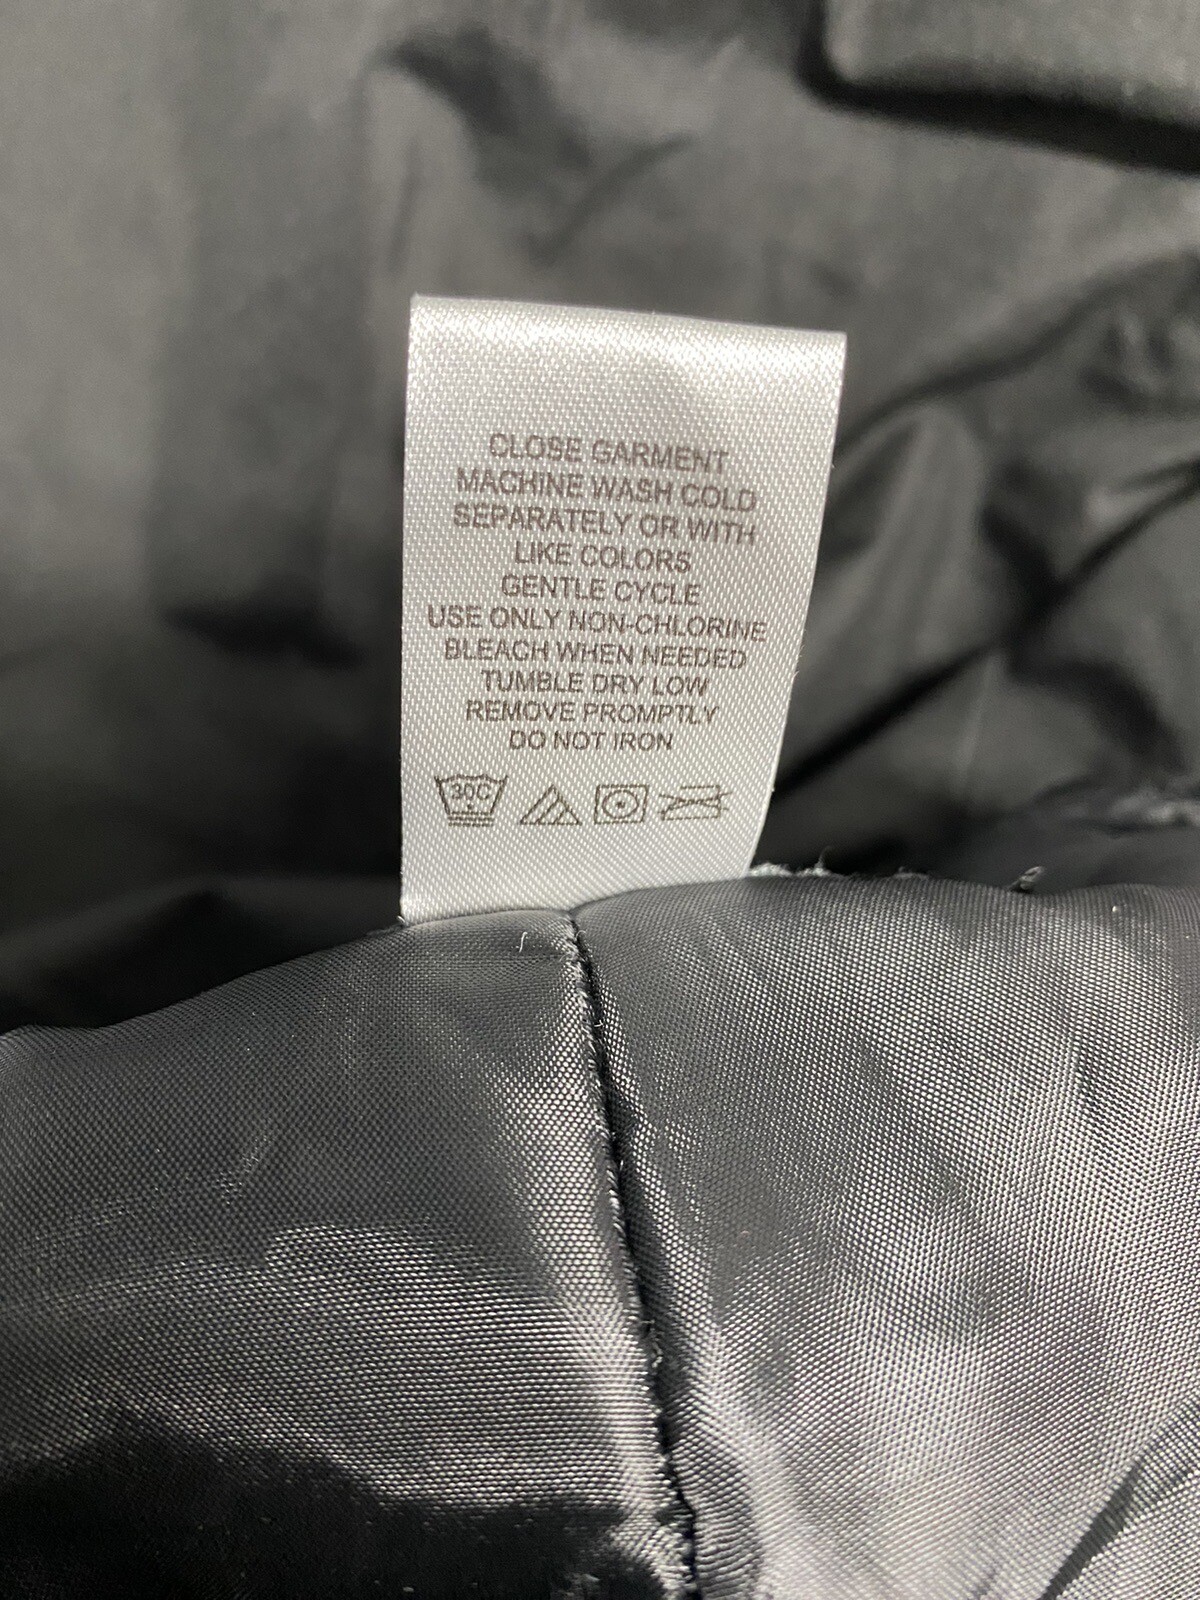 CLOSE GARMENT
MACHINE WASH COLD
SEPARATELY OR WITH
LIKE COLORS
GENTLE CYCLE
USE ONLY NON-CHLORINE
BLEACH WHEN NEEDED
TUMBLE DRY LOW
REMOVE PROMPTLY
DO NOT IRON
30C